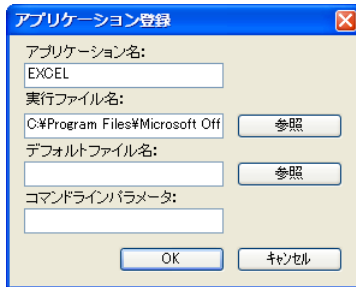 アプリケーション登録
アプリケーション名:
EXCEL
実行ファイル名:
C:¥Program Files¥Microsoft Off
参照
デフォルトファイル名:
参照
コマンドラインパラメータ:
OK
キャンセル